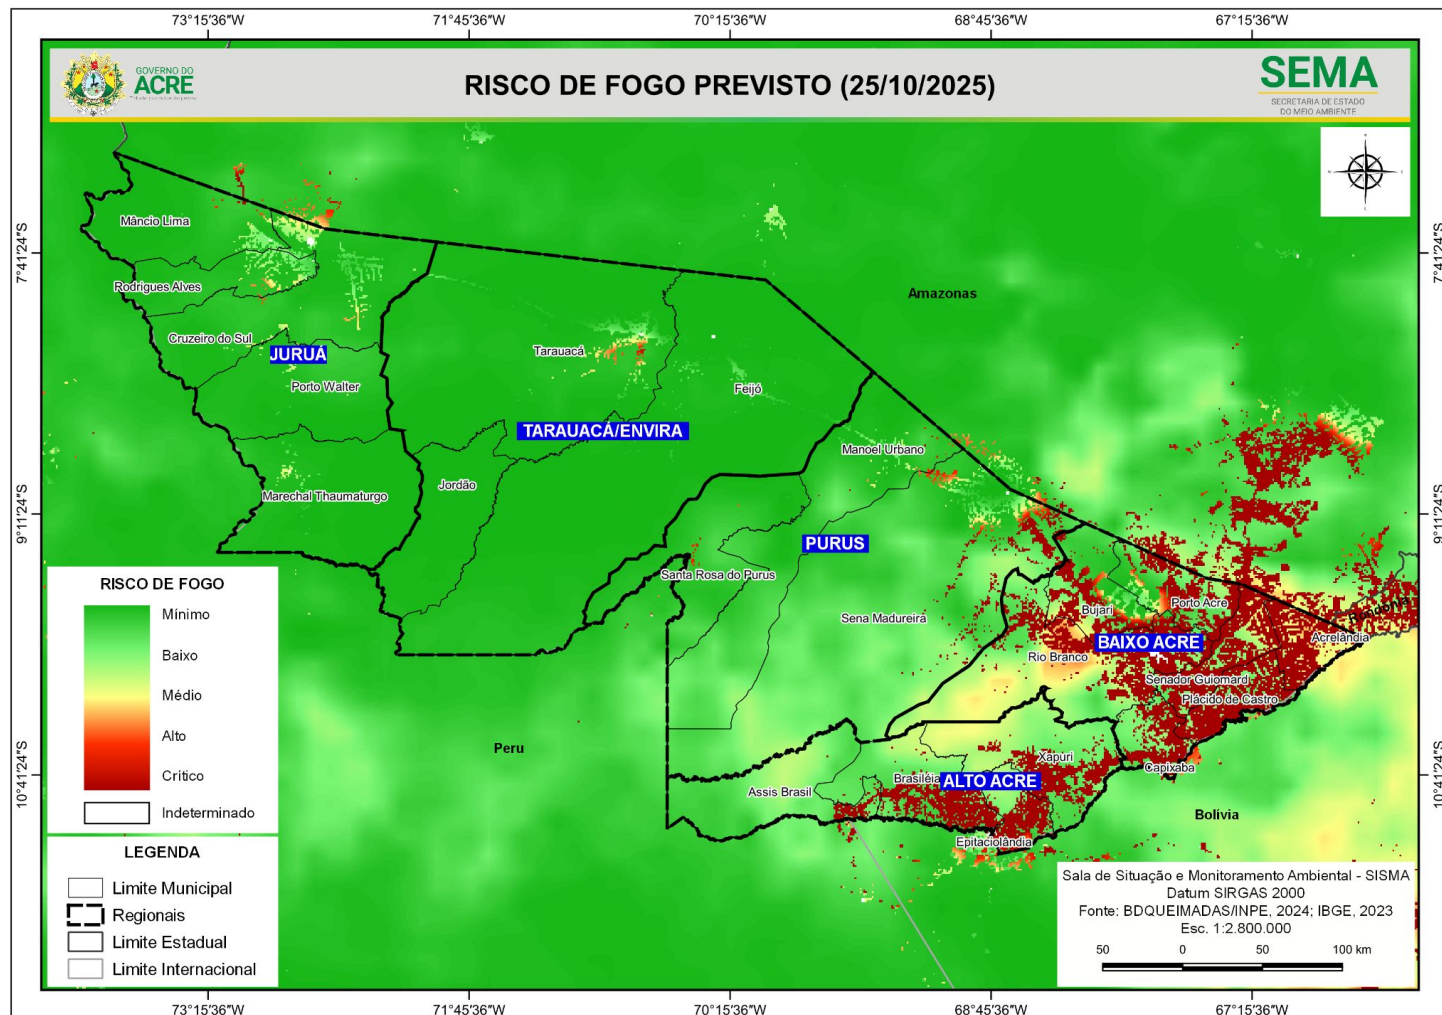 73°15'36"W
71°45'36"W
70°15'36"W
68°45'36"W
67°15'36"W
GOVERNO DO
ACRE
RISCO DE FOGO PREVISTO (25/10/2025)
SEMA
SECRETARIA DE ESTADO
DO MEIO AMBIENTE
7°41'24"S
7°41'24"S
Mâncio Lima
Rodrigues Alves
Cruzeiro do Sul
JURUÁ
Porto Walter
Marechal Thaumaturgo
Tarauacá
Feijó
TARAUACÁ/ENVIRA
Jordão
Amazonas
Manoel Urbano
PURUS
Santa Rosa do Purus
Sena Madureira
9°11'24"S
9°11'24"S
Bujari
Porto Acre
BAIXO ACRE
Rio Branco
Acrelândia
Rondônia
Senador Guiomard
Plácido de Castro
Xapuri
Capixaba
Brasiléia
ALTO ACRE
Assis Brasil
Epitaciolândia
Peru
Bolivia
10°41'24"S
10°41'24"S
RISCO DE FOGO
Mínimo
Baixo
Médio
Alto
Crítico
Indeterminado
LEGENDA
Limite Municipal
Regionais
Limite Estadual
Limite Internacional
Sala de Situação e Monitoramento Ambiental - SISMA
Datum SIRGAS 2000
Fonte: BDQUEIMADAS/INPE, 2024; IBGE, 2023
Esc. 1:2.800.000
50 0 50 100 km
73°15'36"W
71°45'36"W
70°15'36"W
68°45'36"W
67°15'36"W